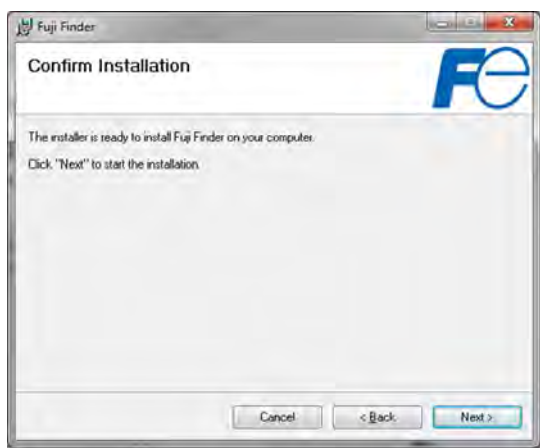 Fuji Finder
Confirm Installation
Fe
The installer is ready to install Fuji Finder on your computer.
Click "Next" to start the installation.
Cancel
< Back
Next >